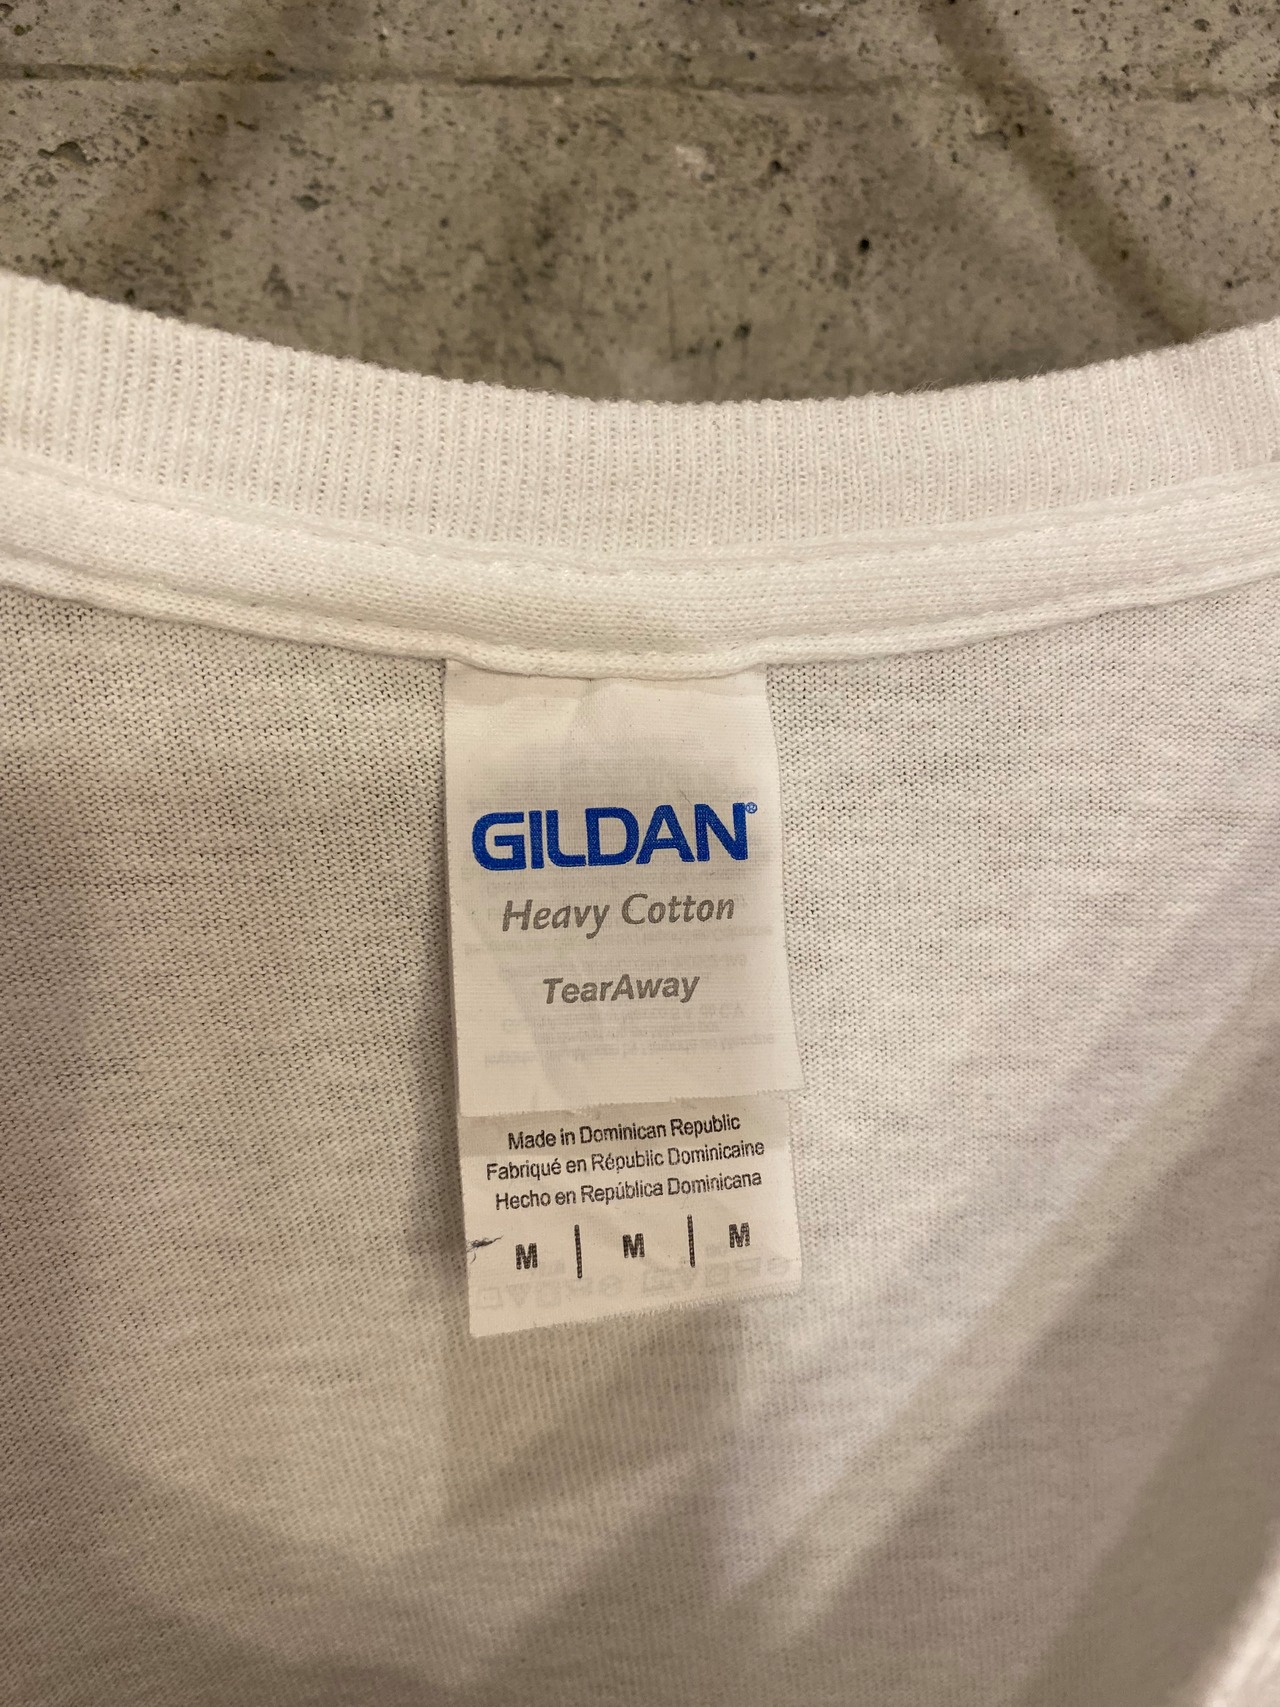 GILDAN®
Heavy Cotton
TearAway
Made in Dominican Republic
Fabriqué en Républic Dominicaine
Hecho en República Dominicana
M | M | M